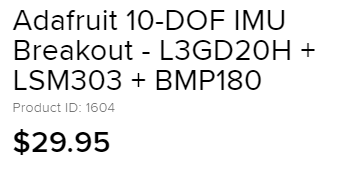 Adafruit 10-DOF IMU
Breakout - L3GD20H +
LSM303 + BMP180
Product ID: 1604
$29.95